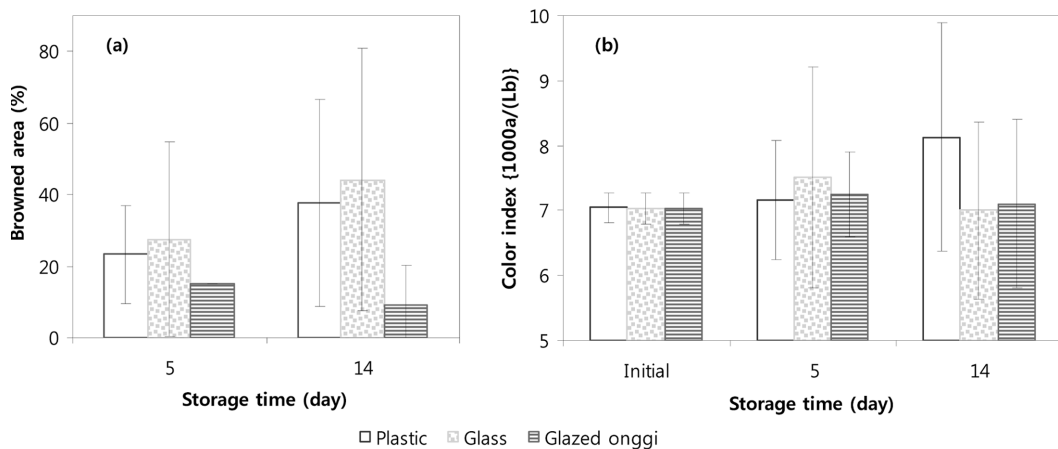 (a)
Browned area (%)
80
60
40
20
0
5
14
Storage time (day)
(b)
Color index {1000a/(Lb)}
10
9
8
7
6
5
Initial
5
14
Storage time (day)
Plastic Glass Glazed onggi